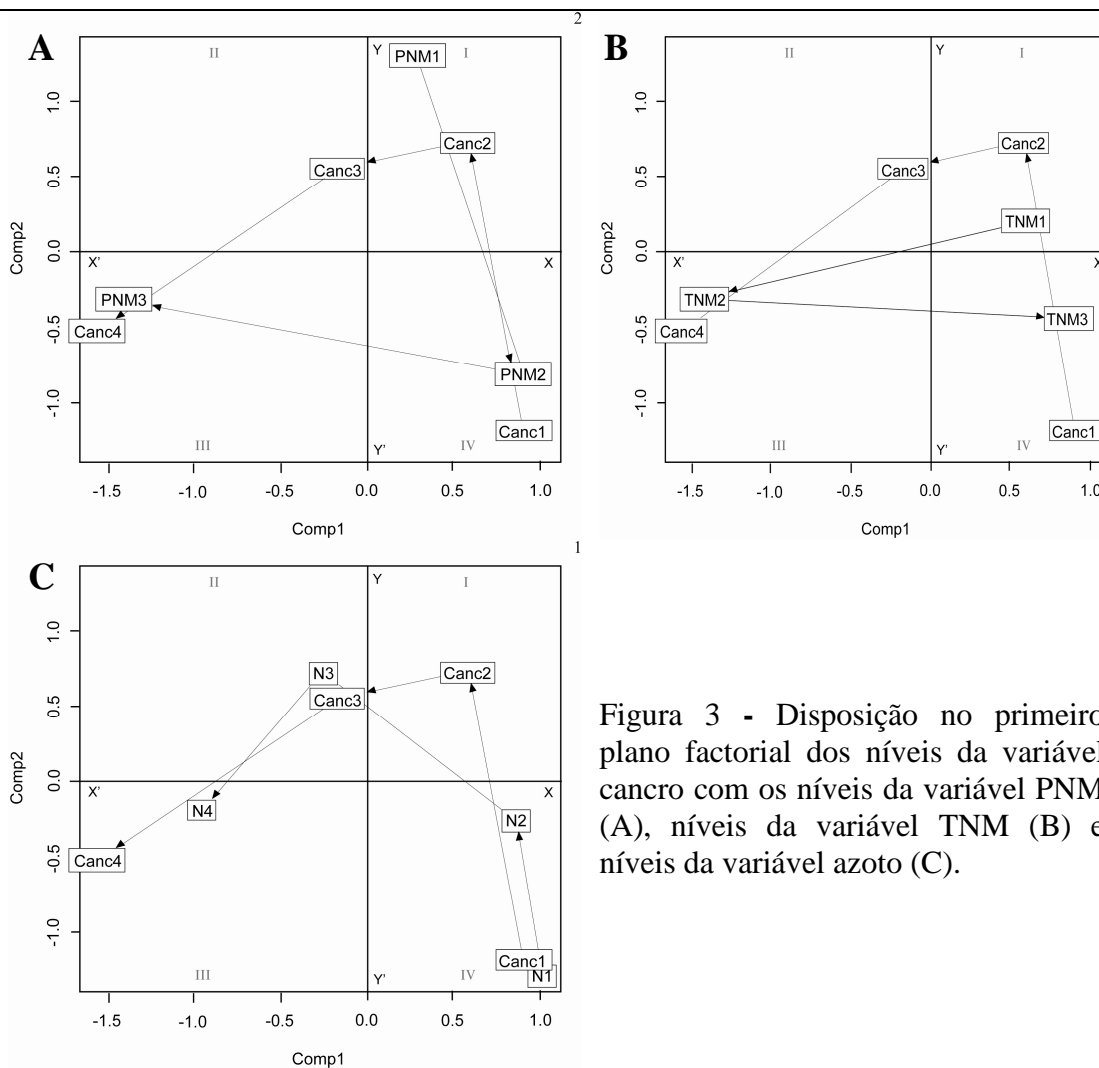 2
A
II
Y
I
PNM1
Canc2
Canc3
X'
X
PNM3
Canc4
PNM2
Canc1
III
Y'
IV
Comp2
1.0
0.5
0.0
-0.5
-1.0
-1.5
-1.0
-0.5
0.0
0.5
1.0
Comp1
B
II
Y
I
Canc2
Canc3
TNM1
X'
X
TNM2
TNM3
Canc4
Canc1
III
Y'
IV
Comp2
1.0
0.5
0.0
-0.5
-1.0
-1.5
-1.0
-0.5
0.0
0.5
1.0
Comp1
1
C
II
Y
I
N3
Canc2
Canc3
X'
X
N4
N2
Canc4
Canc1
N1
III
Y'
IV
Comp2
1.0
0.5
0.0
-0.5
-1.0
-1.5
-1.0
-0.5
0.0
0.5
1.0
Comp1
Figura 3 - Disposição no primeiro
plano factorial dos níveis da variável
cancro com os níveis da variável PNM
(A), níveis da variável TNM (B) e
níveis da variável azoto (C).